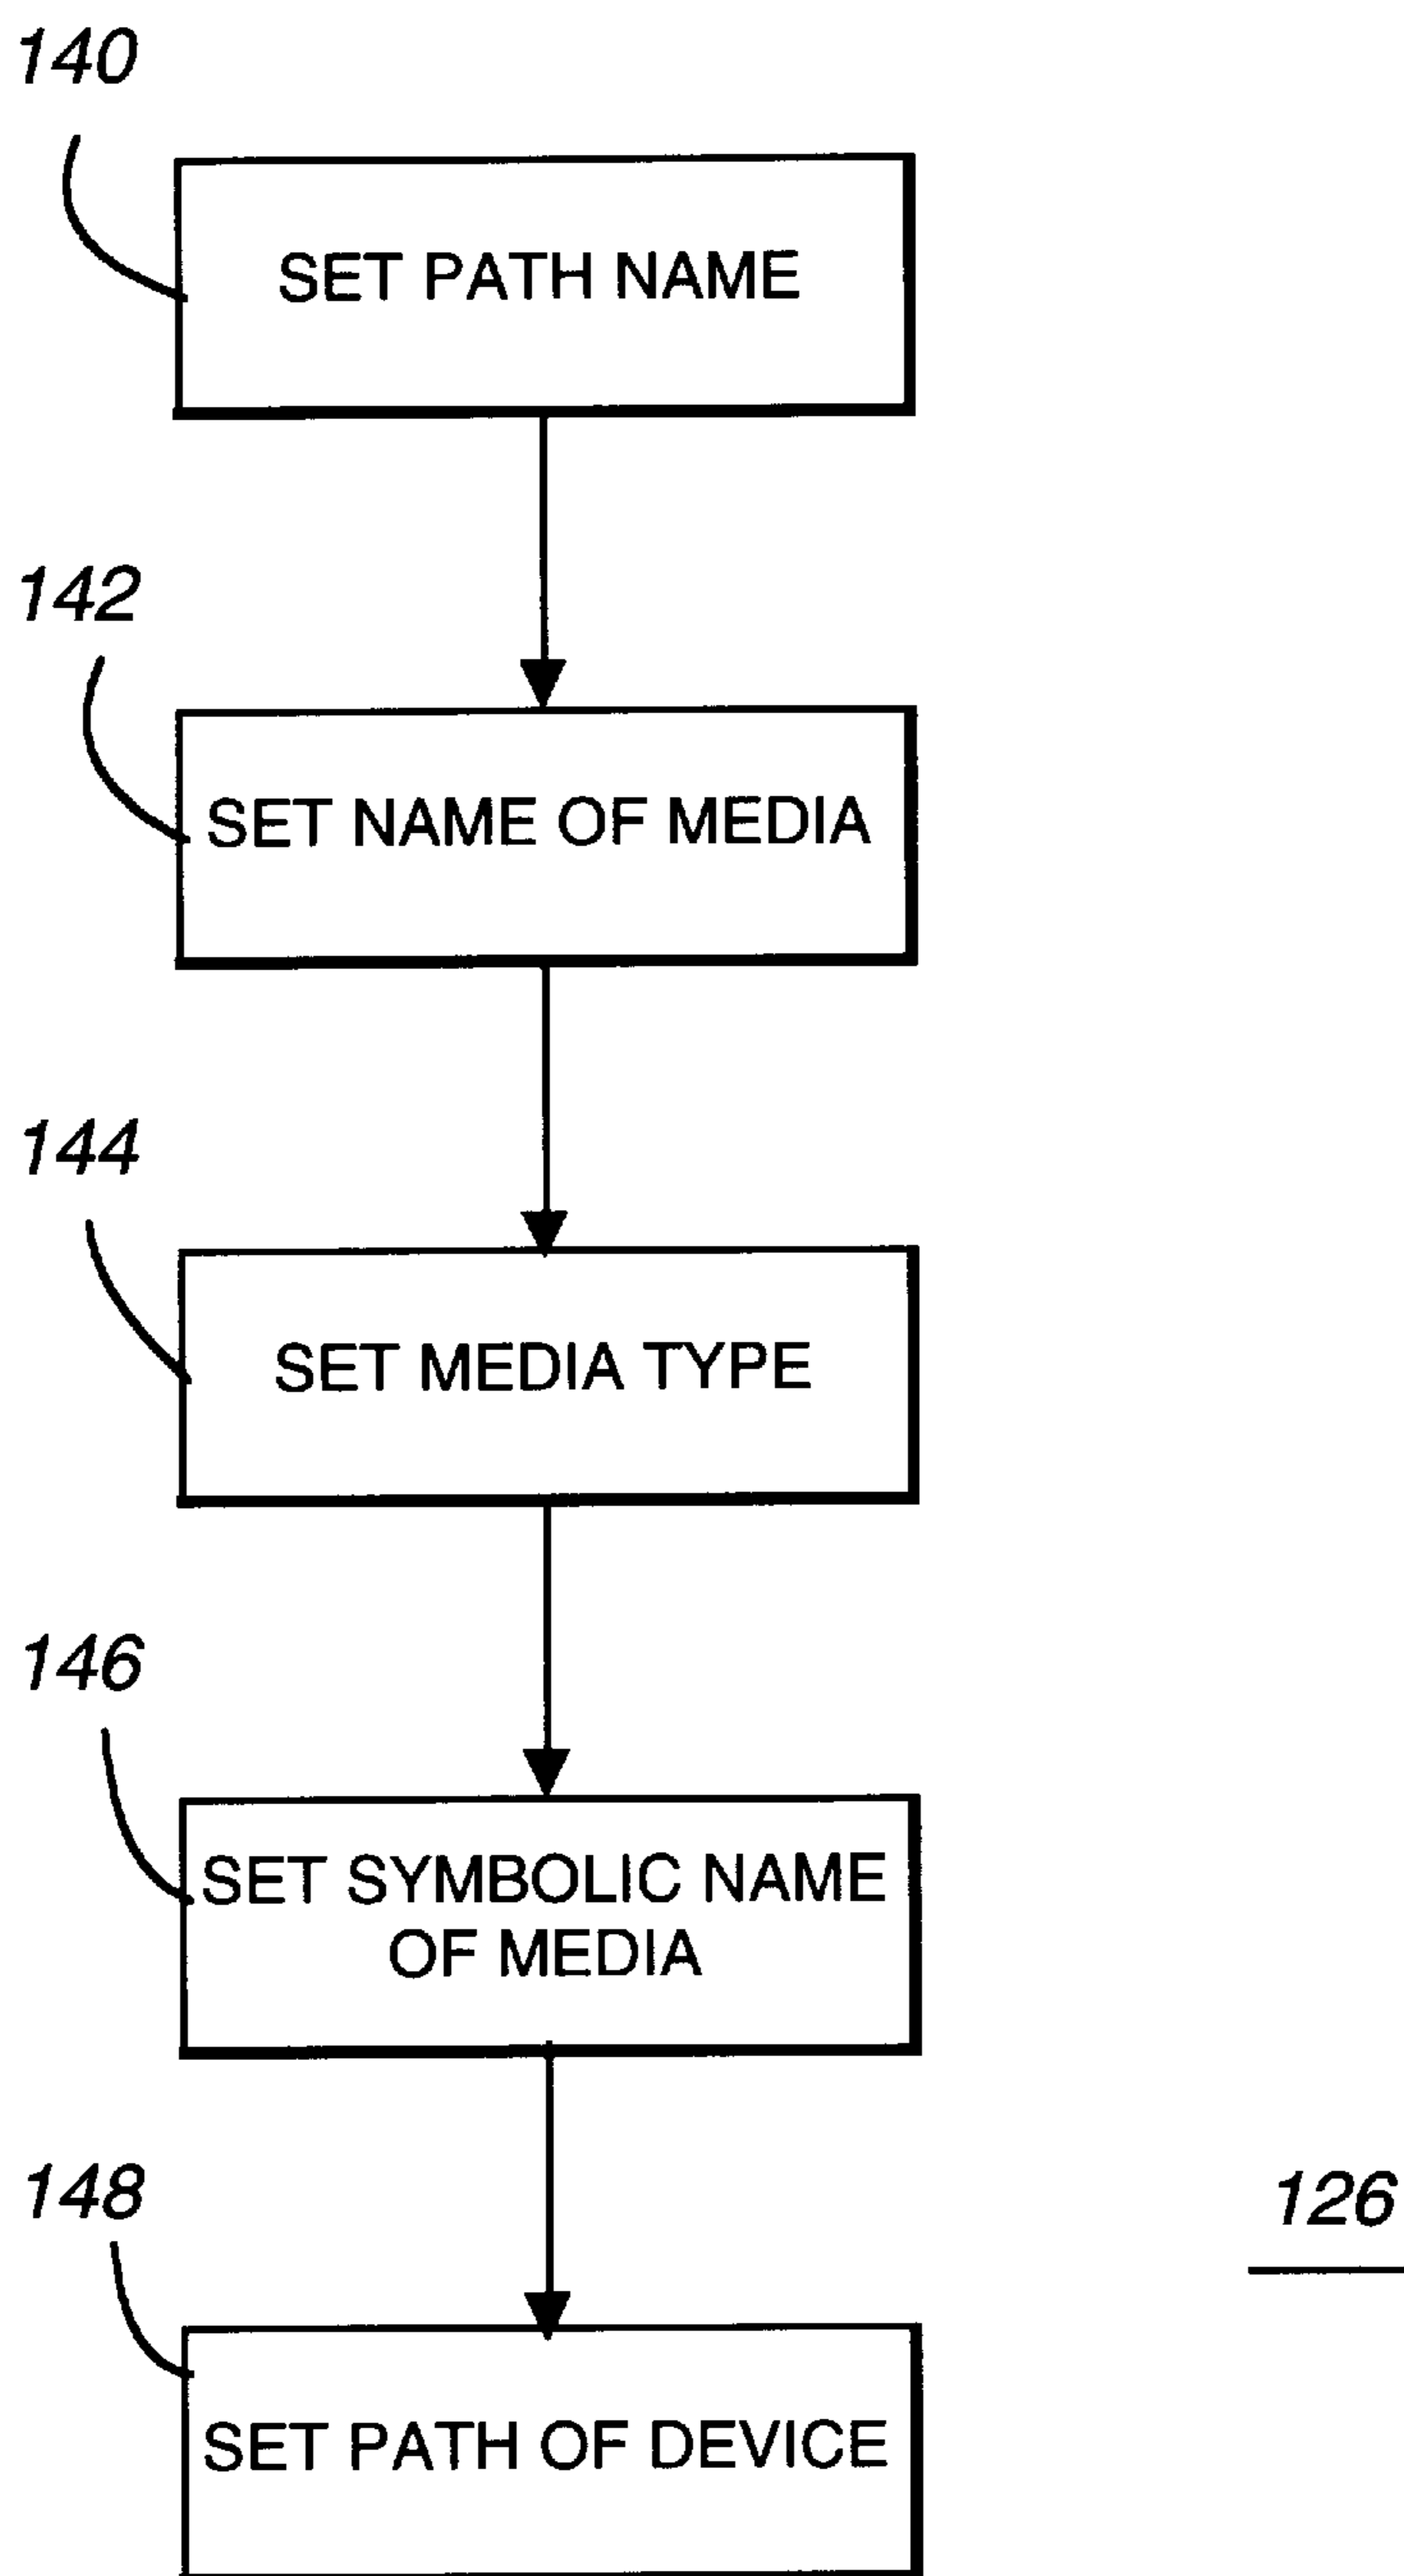 140
SET PATH NAME
142
SET NAME OF MEDIA
144
SET MEDIA TYPE
146
SET SYMBOLIC NAME
OF MEDIA
148
126
SET PATH OF DEVICE